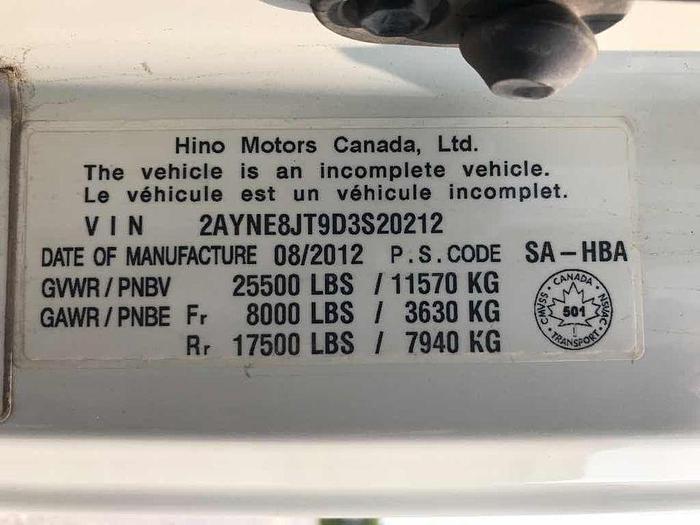 Hino Motors Canada, Ltd.
The vehicle is an incomplete vehicle.
Le véhicule est un véhicule incomplet.
VIN 2AYNE8JT9D3S20212
DATE OF MANUFACTURE 08/2012 P.S.CODE SA-HBA
GVWR / PNBV 25500 LBS / 11570 KG
GAWR / PNBE Fr 8000 LBS / 3630 KG
Rr 17500 LBS / 7940 KG
CMVSS · CANADA · NSVAC · TRANSPORT ·
501